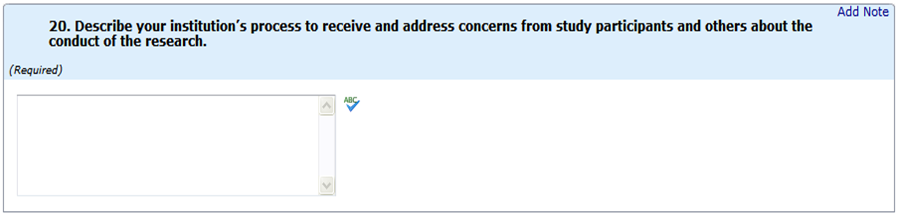 Add Note
20. Describe your institution's process to receive and address concerns from study participants and others about the
conduct of the research.
(Required)
ABC